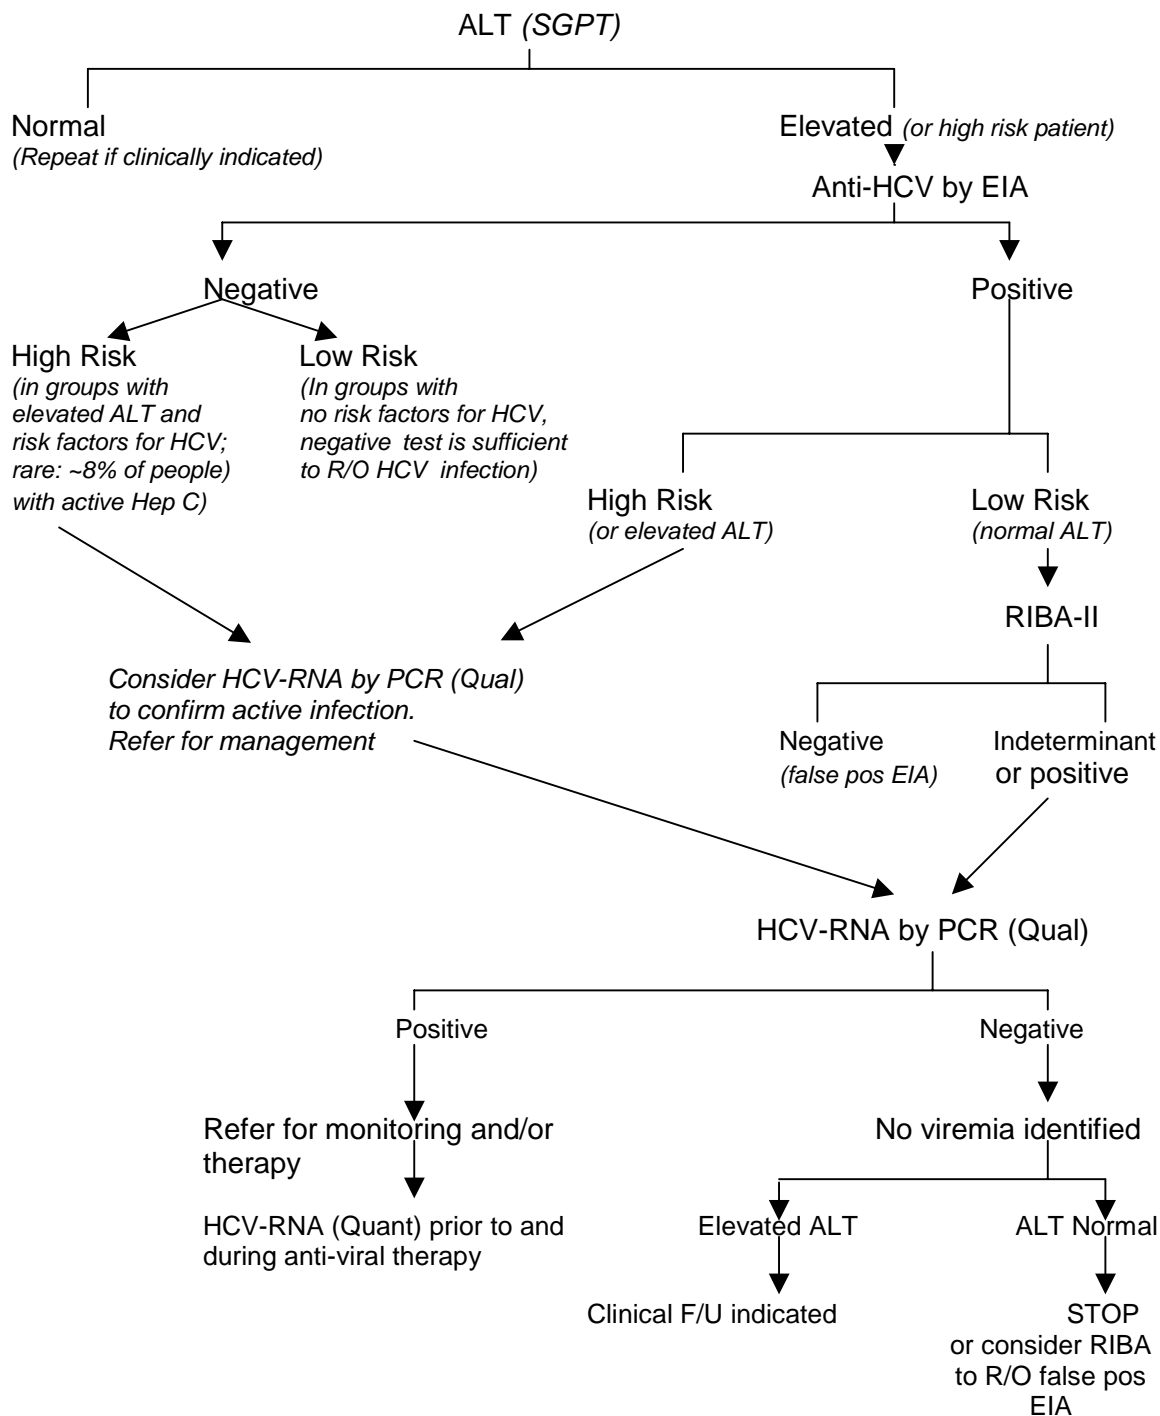 ALT (SGPT)
Normal
(Repeat if clinically indicated)
Elevated (or high risk patient)
Anti-HCV by EIA
Negative
Positive
High Risk
(in groups with
elevated ALT and
risk factors for HCV;
rare: ~8% of people)
with active Hep C)
Low Risk
(In groups with
no risk factors for HCV,
negative test is sufficient
to R/O HCV infection)
High Risk
(or elevated ALT)
Low Risk
(normal ALT)
RIBA-II
Consider HCV-RNA by PCR (Qual)
to confirm active infection.
Refer for management
Negative
(false pos EIA)
Indeterminant
or positive
HCV-RNA by PCR (Qual)
Positive
Negative
Refer for monitoring and/or
therapy
No viremia identified
HCV-RNA (Quant) prior to and
during anti-viral therapy
Elevated ALT
ALT Normal
Clinical F/U indicated
STOP
or consider RIBA
to R/O false pos
EIA